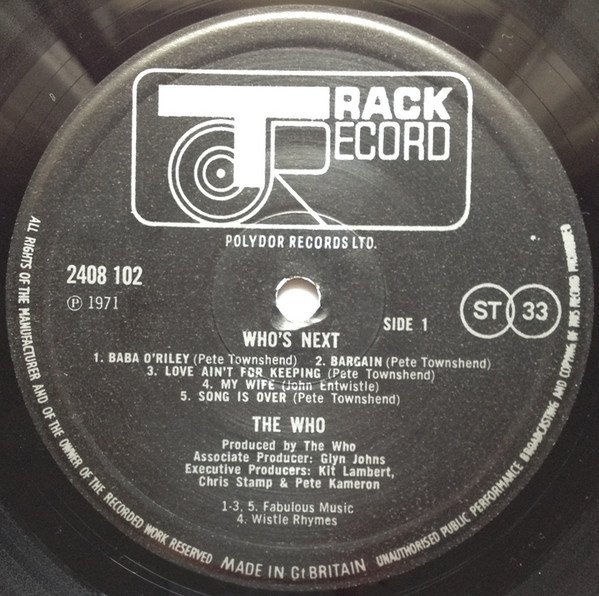 TRACK
RECORD
POLYDOR RECORDS LTD.
2408 102
℗ 1971
SIDE 1
ST 33
WHO'S NEXT
1. BABA O'RILEY (Pete Townshend) 2. BARGAIN (Pete Townshend)
3. LOVE AIN'T FOR KEEPING (Pete Townshend)
4. MY WIFE (John Entwistle)
5. SONG IS OVER (Pete Townshend)
THE WHO
Produced by The Who
Associate Producer: Glyn Johns
Executive Producers: Kit Lambert,
Chris Stamp & Pete Kameron
1-3, 5. Fabulous Music
4. Wistle Rhymes
ALL RIGHTS OF THE MANUFACTURER AND OF THE OWNER OF THE RECORDED WORK RESERVED
MADE IN Gt BRITAIN
UNAUTHORISED PUBLIC PERFORMANCE BROADCASTING AND COPYING OF THIS RECORD PROHIBITED